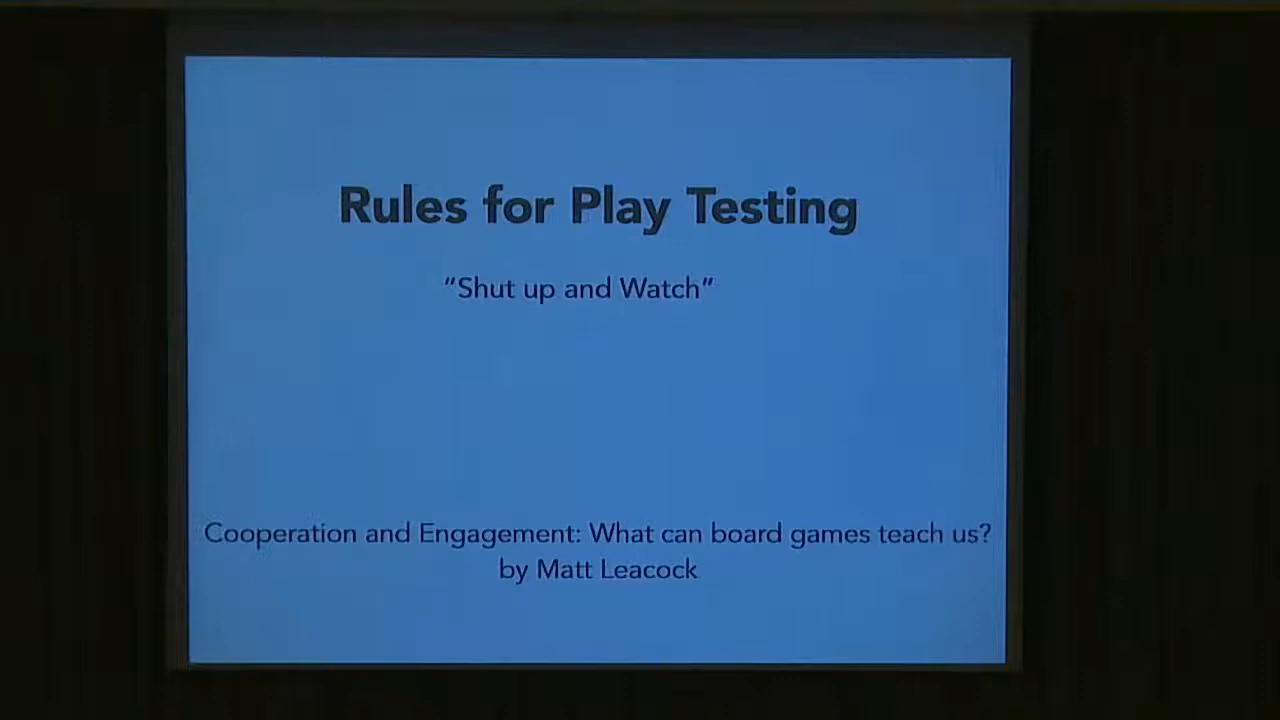 Rules for Play Testing
“Shut up and Watch”
Cooperation and Engagement: What can board games teach us?
by Matt Leacock